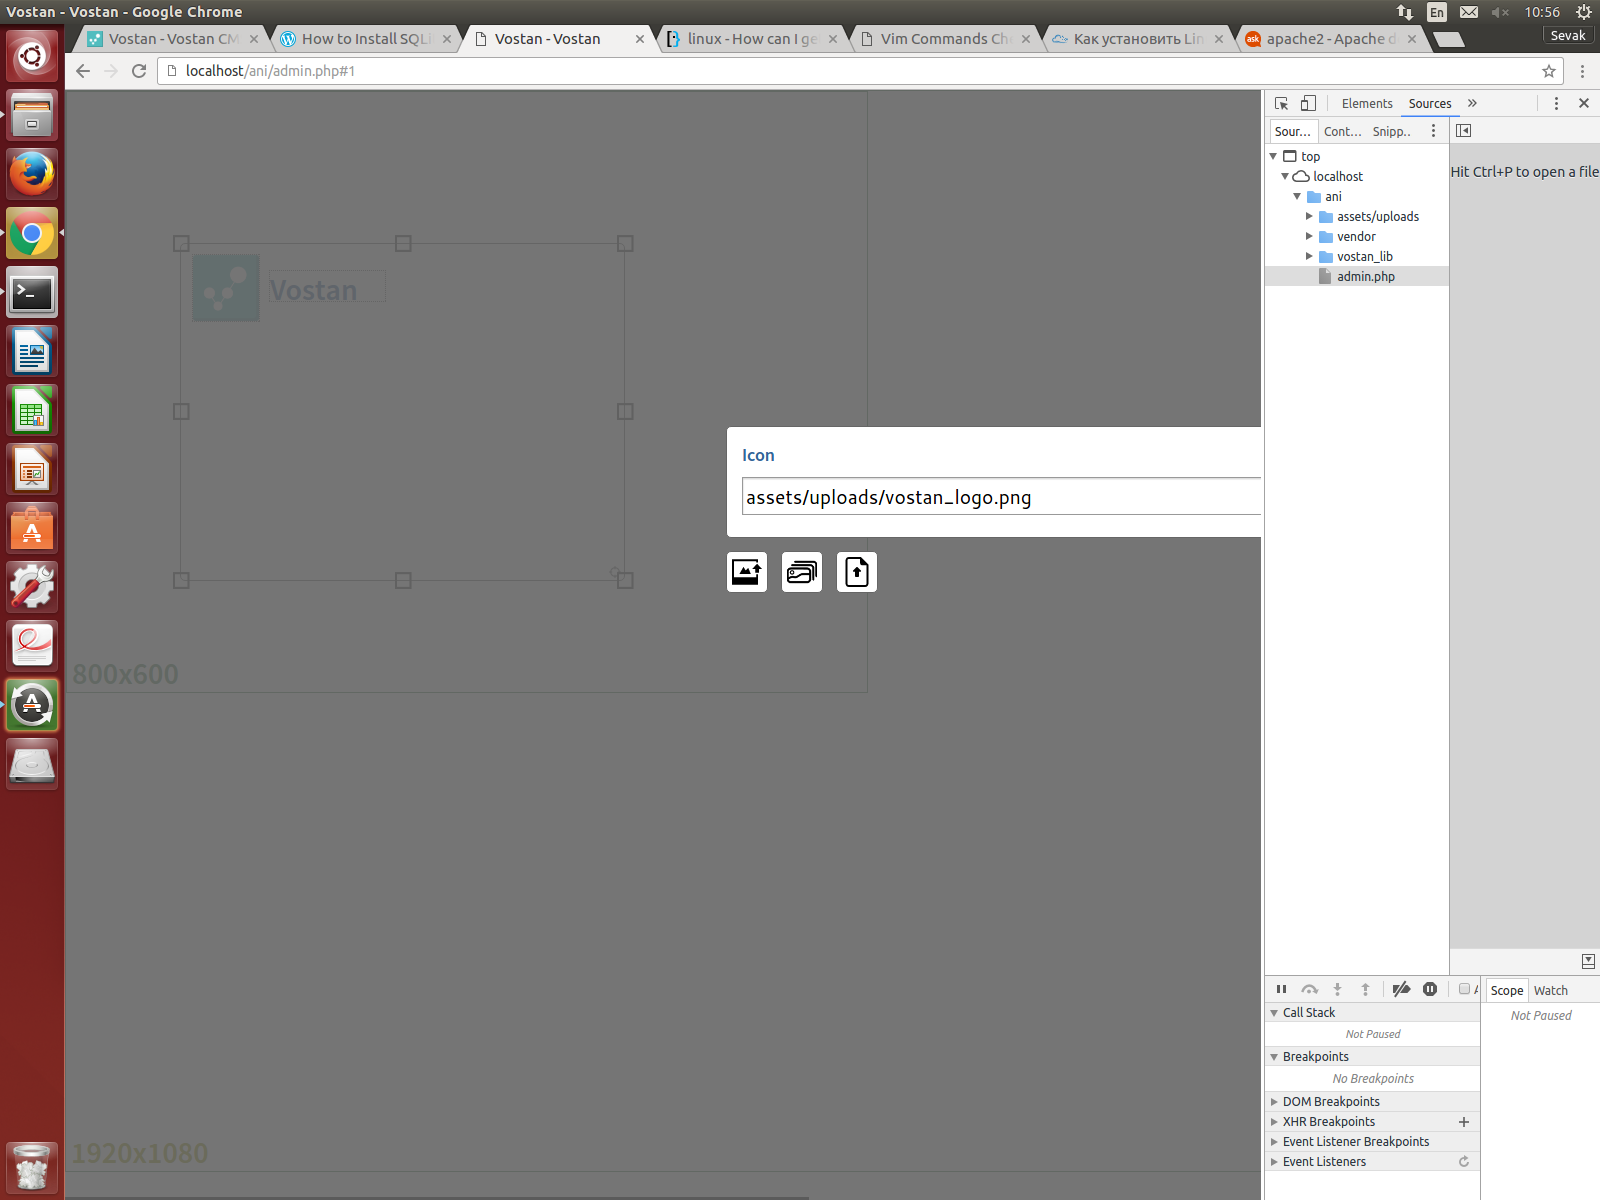 Vostan - Vostan - Google Chrome
En
10:56
Vostan - Vostan CM
How to Install SQLi
Vostan - Vostan
linux - How can I ge
Vim Commands Ch
Как установить Lin
ask
apache2 - Apache d
Sevak
localhost/ani/admin.php#1
Elements
Sources
Sour...
Cont...
Snipp..
top
localhost
ani
assets/uploads
vendor
vostan_lib
admin.php
Hit Ctrl+P to open a file
Vostan
Icon
assets/uploads/vostan_logo.png
800x600
1920x1080
A
Scope
Watch
Call Stack
Not Paused
Not Paused
Breakpoints
No Breakpoints
DOM Breakpoints
XHR Breakpoints
Event Listener Breakpoints
Event Listeners